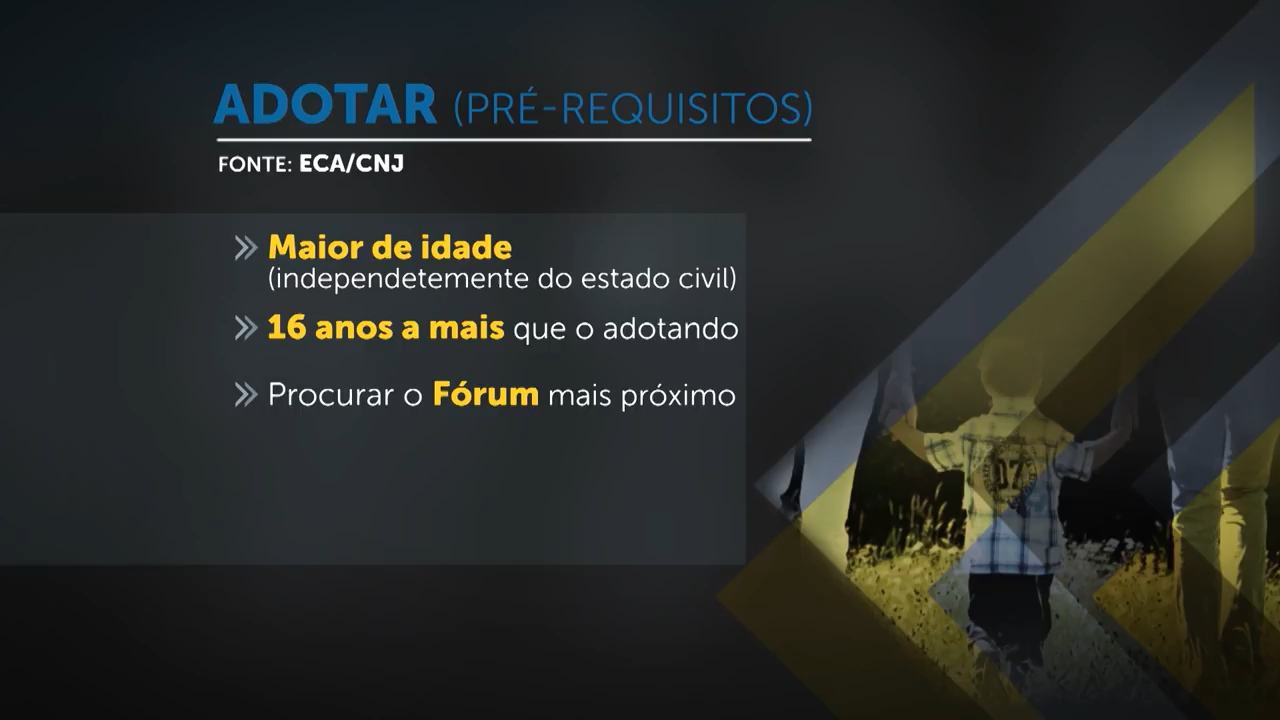 ADOTAR (PRÉ-REQUISITOS)
FONTE: ECA/CNJ
» Maior de idade
(independetemente do estado civil)
» 16 anos a mais que o adotando
» Procurar o Fórum mais próximo
07